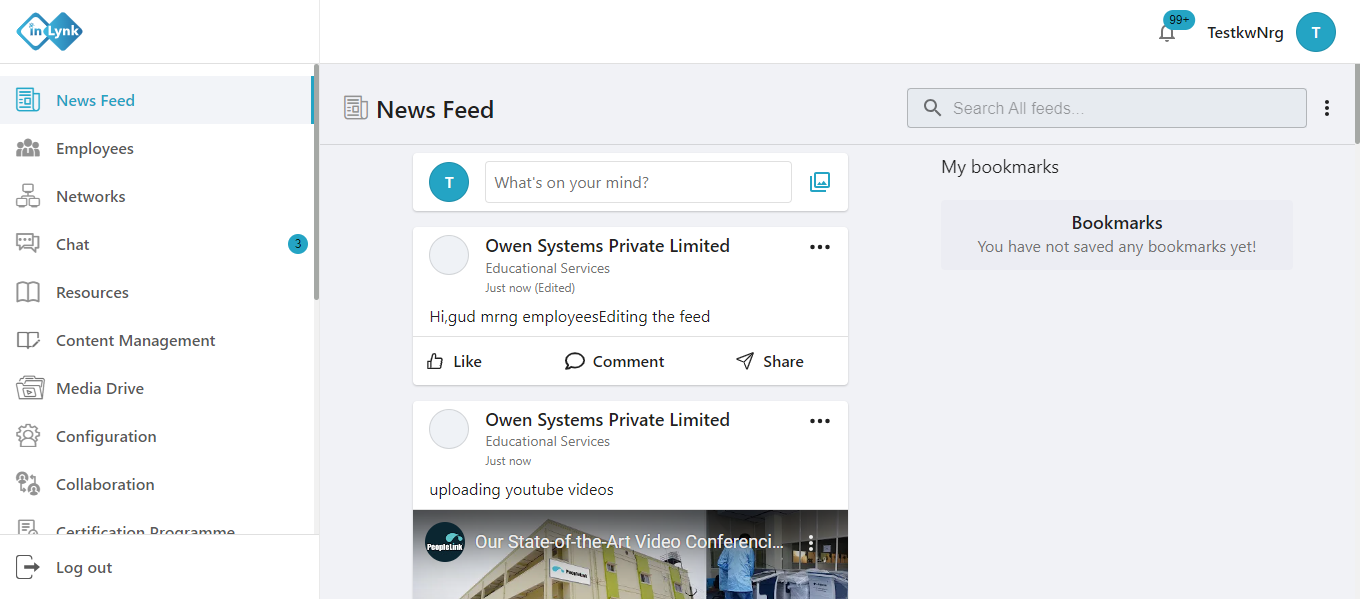 inLynk
99+
TestkwNrg
T
News Feed
Employees
Networks
Chat
3
Resources
Content Management
Media Drive
Configuration
Collaboration
Certification Programme
Log out
News Feed
Search All feeds...
T
What's on your mind?
My bookmarks
Bookmarks
You have not saved any bookmarks yet!
Owen Systems Private Limited
Educational Services
Just now (Edited)
Hi,gud mrng employeesEditing the feed
Like
Comment
Share
Owen Systems Private Limited
Educational Services
Just now
uploading youtube videos
PeopleLink
Our State-of-the-Art Video Conferenci...
PeopleLink